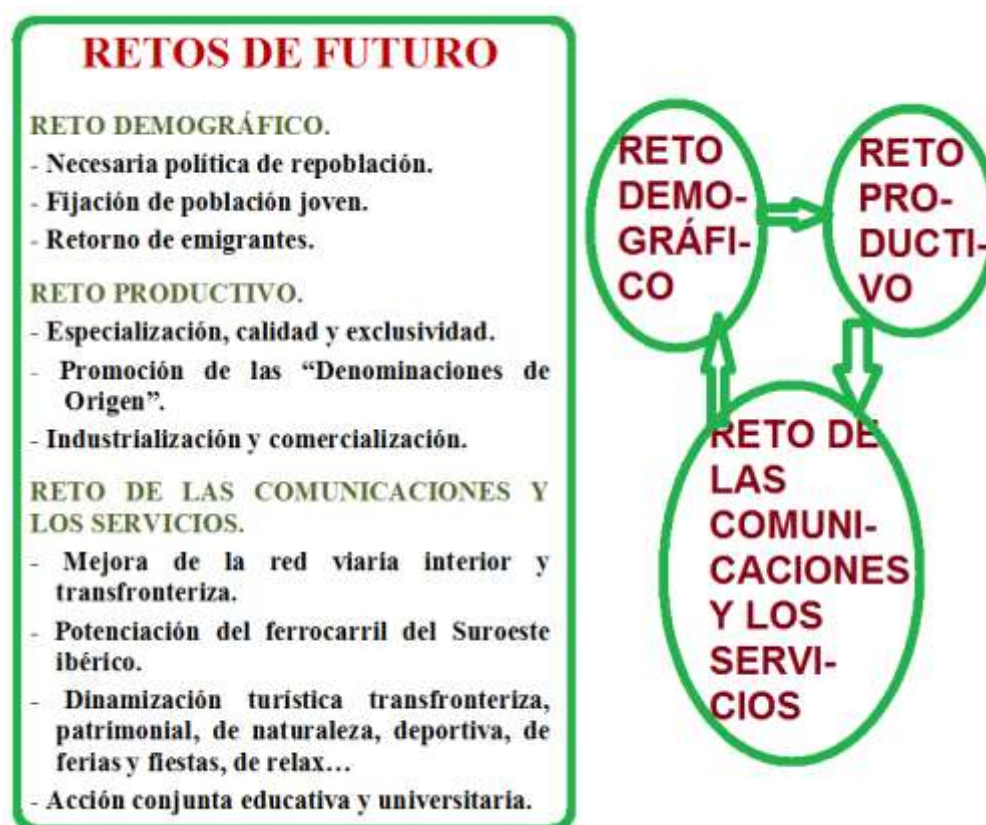 RETOS DE FUTURO
RETO DEMOGRÁFICO.
- Necesaria política de repoblación.
- Fijación de población joven.
- Retorno de emigrantes.
RETO PRODUCTIVO.
- Especialización, calidad y exclusividad.
- Promoción de las “Denominaciones de
Origen”.
- Industrialización y comercialización.
RETO DE LAS COMUNICACIONES Y
LOS SERVICIOS.
- Mejora de la red viaria interior y
transfronteriza.
- Potenciación del ferrocarril del Suroeste
ibérico.
- Dinamización turística transfronteriza,
patrimonial, de naturaleza, deportiva, de
ferias y fiestas, de relax…
- Acción conjunta educativa y universitaria.
RETO
DEMO-
GRÁFI-
CO
RETO
PRO-
DUCTI-
VO
RETO DE
LAS
COMUNI-
CACIONES
Y LOS
SERVI-
CIOS